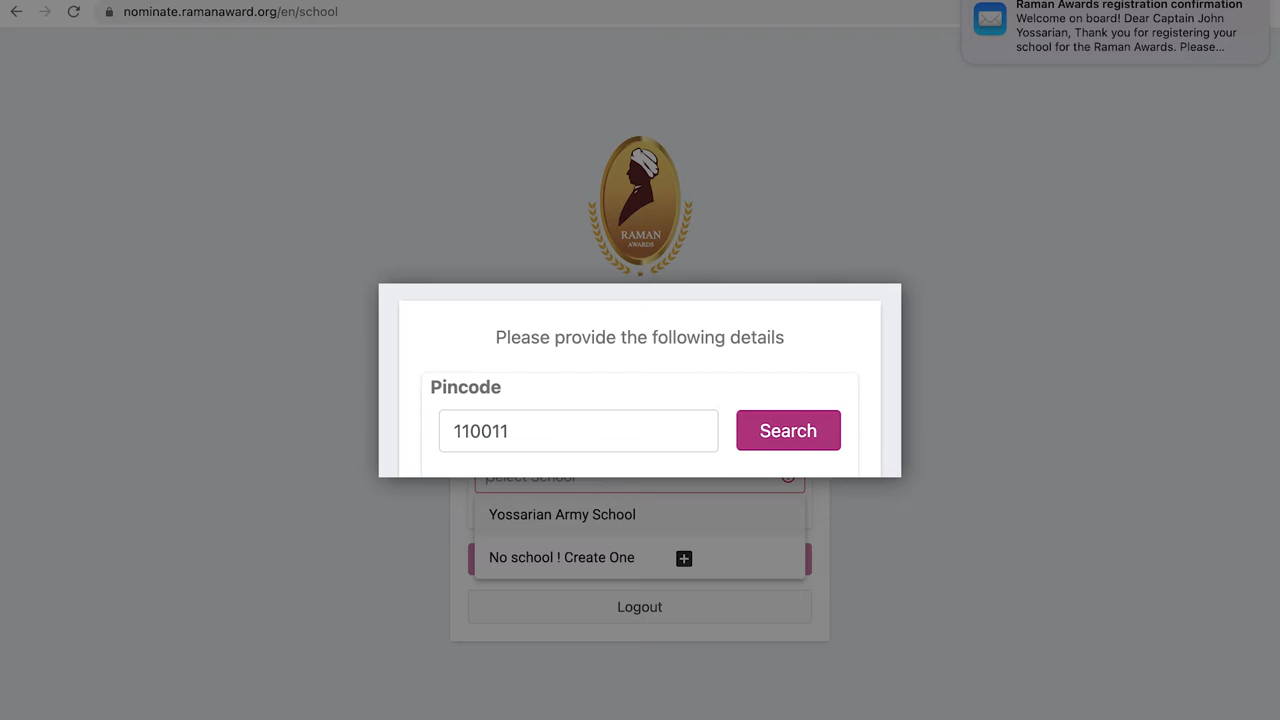 nominate.ramanaward.org/en/school
Raman Awards registration confirmation
Welcome on board! Dear Captain John
Yossarian, Thank you for registering your
school for the Raman Awards. Please...
RAMAN
AWARDS
Please provide the following details
Pincode
110011
Search
Select School
Yossarian Army School
No school ! Create One
Logout